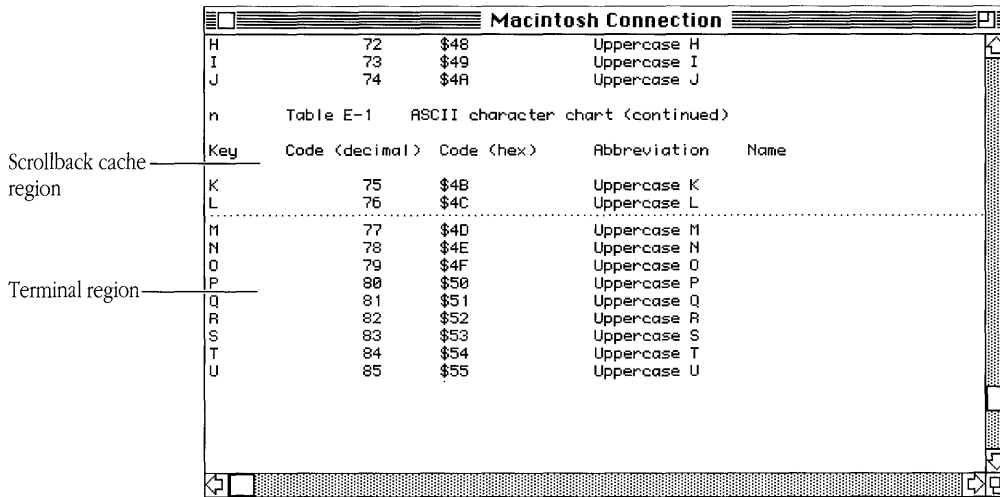 Macintosh Connection
H 72 $48 Uppercase H
I 73 $49 Uppercase I
J 74 $4A Uppercase J
n Table E-1 ASCII character chart (continued)
Key Code (decimal) Code (hex) Abbreviation Name
Scrollback cache
region
K 75 $4B Uppercase K
L 76 $4C Uppercase L
M 77 $4D Uppercase M
N 78 $4E Uppercase N
O 79 $4F Uppercase O
Terminal region
P 80 $50 Uppercase P
Q 81 $51 Uppercase Q
R 82 $52 Uppercase R
S 83 $53 Uppercase S
T 84 $54 Uppercase T
U 85 $55 Uppercase U